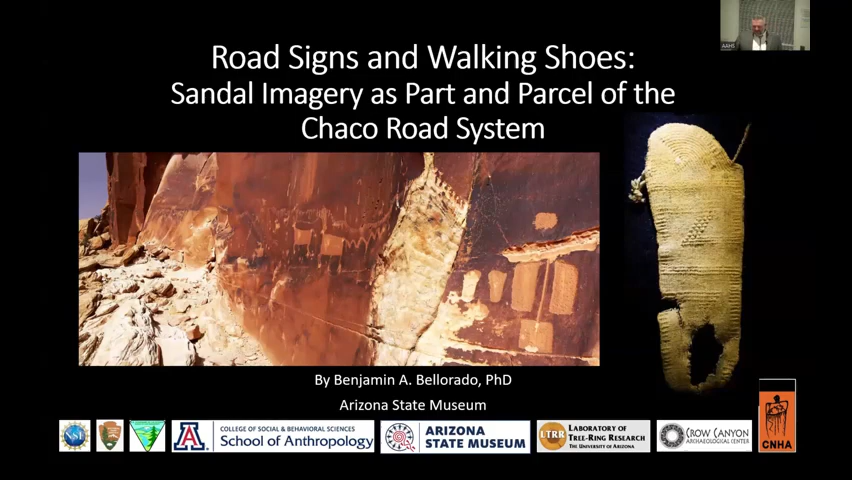 AAHS
Road Signs and Walking Shoes:
Sandal Imagery as Part and Parcel of the
Chaco Road System
By Benjamin A. Bellorado, PhD
Arizona State Museum
NSF
A
COLLEGE OF SOCIAL & BEHAVIORAL SCIENCES
School of Anthropology
ARIZONA
STATE MUSEUM
LTRR
LABORATORY OF
TREE-RING RESEARCH
THE UNIVERSITY OF ARIZONA
CROW CANYON
ARCHAEOLOGICAL CENTER
CNHA